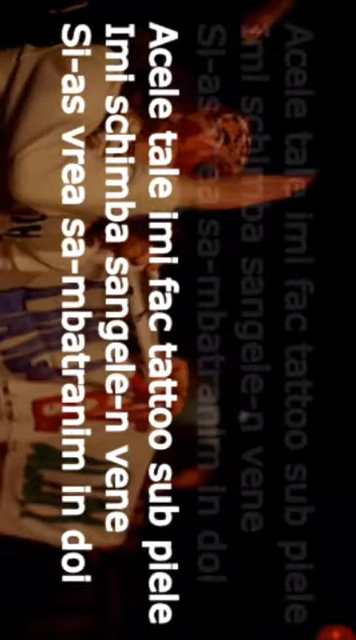 Acele tale imi fac tattoo sub piele
Imi schimba sangele-n vene
Si-as vrea sa-mbatranim in doi